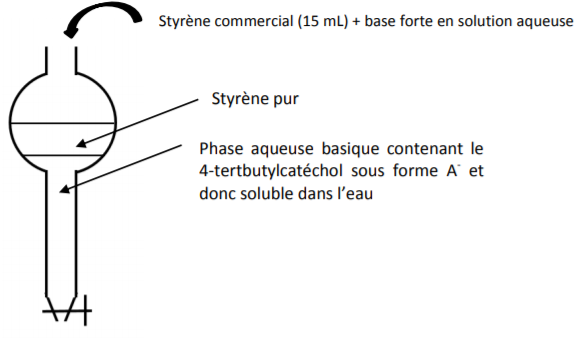 Styrène commercial (15 mL) + base forte en solution aqueuse
Styrène pur
Phase aqueuse basique contenant le
4-tertbutylcatéchol sous forme A⁻ et
donc soluble dans l’eau